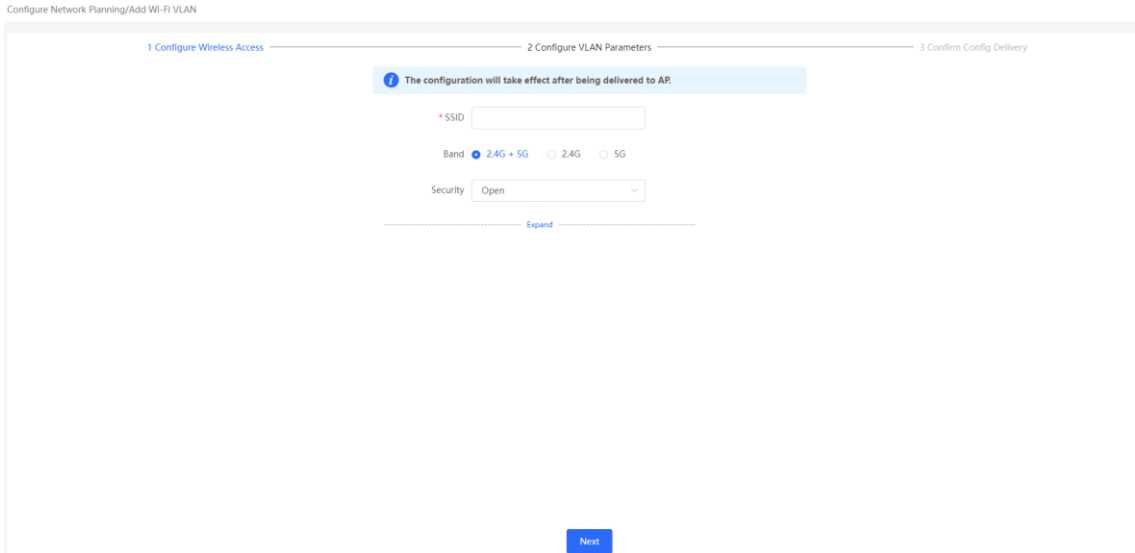 Configure Network Planning/Add Wi-Fi VLAN
1 Configure Wireless Access 2 Configure VLAN Parameters 3 Confirm Config Delivery
The configuration will take effect after being delivered to AP.
* SSID
Band 2.4G + 5G 2.4G 5G
Security Open
Expand
Next